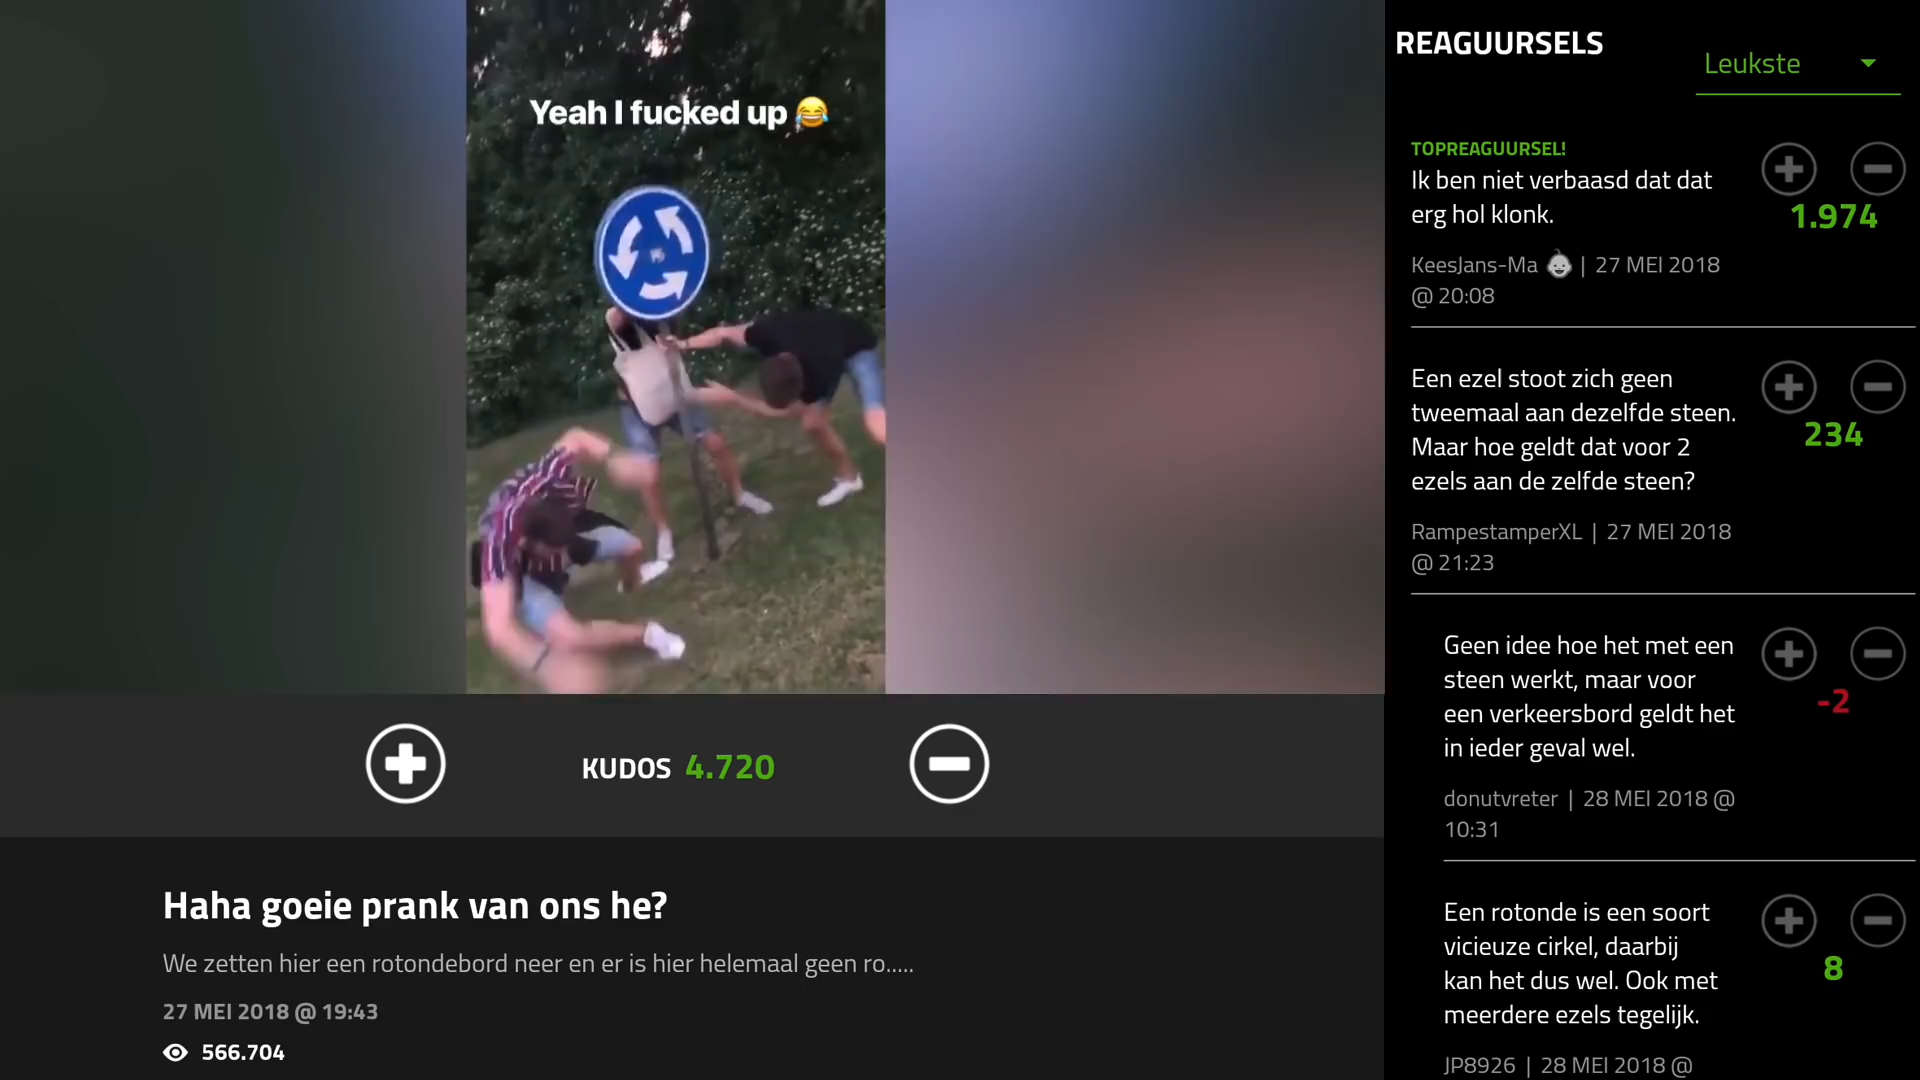 Yeah I fucked up 😂
KUDOS 4.720
Haha goeie prank van ons he?
We zetten hier een rotondebord neer en er is hier helemaal geen ro.....
27 MEI 2018 @ 19:43
566.704
REAGUURSELS
Leukste
TOPREAGUURSEL!
Ik ben niet verbaasd dat dat
erg hol klonk.
1.974
KeesJans-Ma | 27 MEI 2018
@ 20:08
Een ezel stoot zich geen
tweemaal aan dezelfde steen.
Maar hoe geldt dat voor 2
ezels aan de zelfde steen?
234
RampestamperXL | 27 MEI 2018
@ 21:23
Geen idee hoe het met een
steen werkt, maar voor
een verkeersbord geldt het
in ieder geval wel.
-2
donutvreter | 28 MEI 2018 @
10:31
Een rotonde is een soort
vicieuze cirkel, daarbij
kan het dus wel. Ook met
meerdere ezels tegelijk.
8
JP8926 | 28 MEI 2018 @